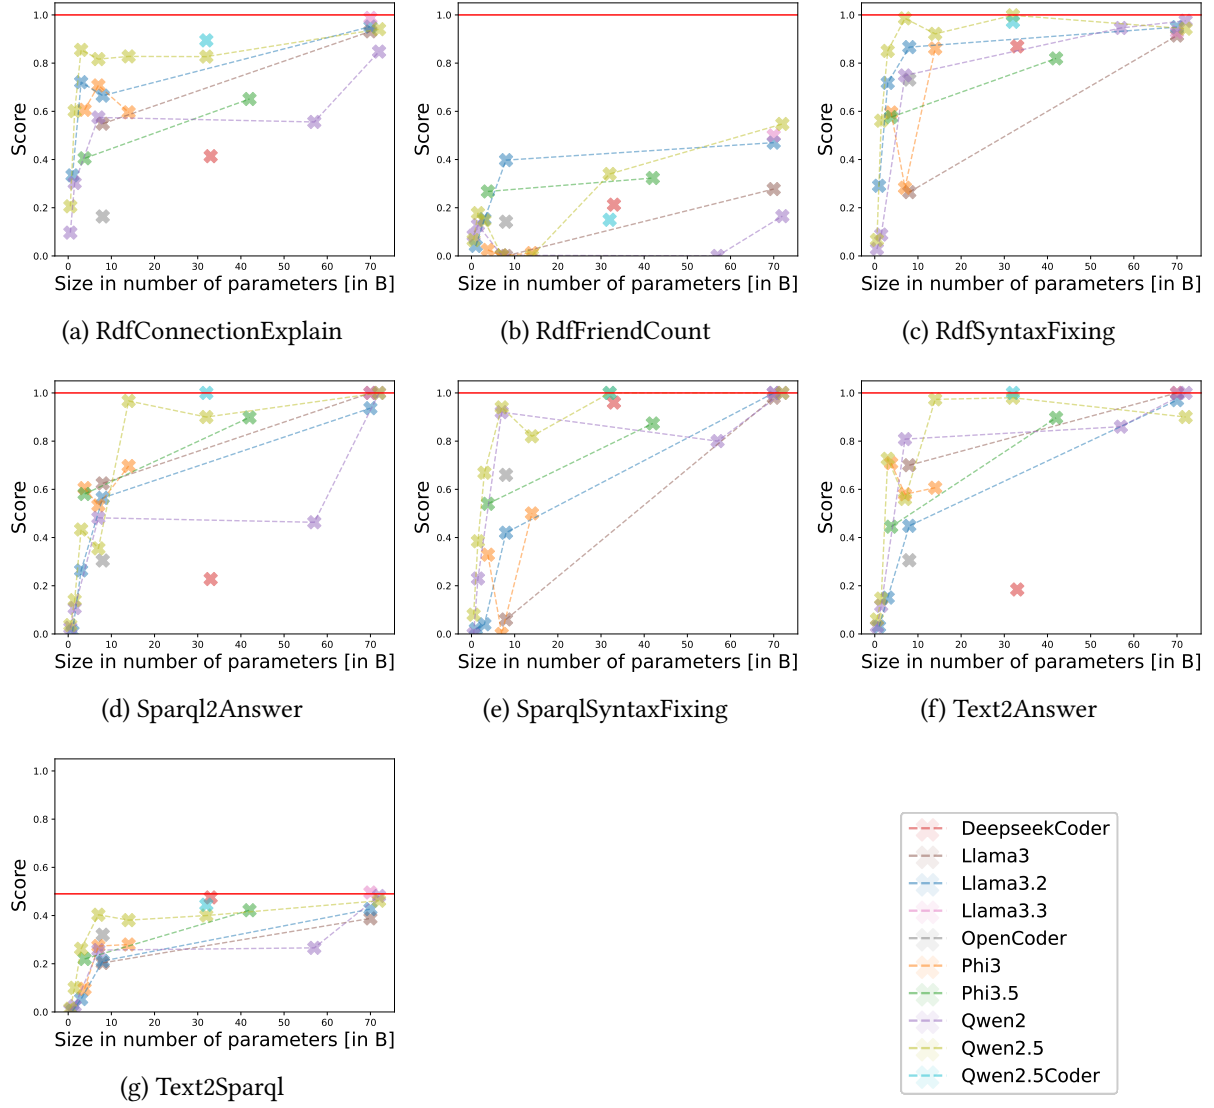 1.0
0.8
0.6
0.4
0.2
0.0
Score
0 10 20 30 40 50 60 70
Size in number of parameters [in B]
(a) RdfConnectionExplain
1.0
0.8
0.6
0.4
0.2
0.0
Score
0 10 20 30 40 50 60 70
Size in number of parameters [in B]
(b) RdfFriendCount
1.0
0.8
0.6
0.4
0.2
0.0
Score
0 10 20 30 40 50 60 70
Size in number of parameters [in B]
(c) RdfSyntaxFixing
1.0
0.8
0.6
0.4
0.2
0.0
Score
0 10 20 30 40 50 60 70
Size in number of parameters [in B]
(d) Sparql2Answer
1.0
0.8
0.6
0.4
0.2
0.0
Score
0 10 20 30 40 50 60 70
Size in number of parameters [in B]
(e) SparqlSyntaxFixing
1.0
0.8
0.6
0.4
0.2
0.0
Score
0 10 20 30 40 50 60 70
Size in number of parameters [in B]
(f) Text2Answer
1.0
0.8
0.6
0.4
0.2
0.0
Score
0 10 20 30 40 50 60 70
Size in number of parameters [in B]
(g) Text2Sparql
DeepseekCoder
Llama3
Llama3.2
Llama3.3
OpenCoder
Phi3
Phi3.5
Qwen2
Qwen2.5
Qwen2.5Coder